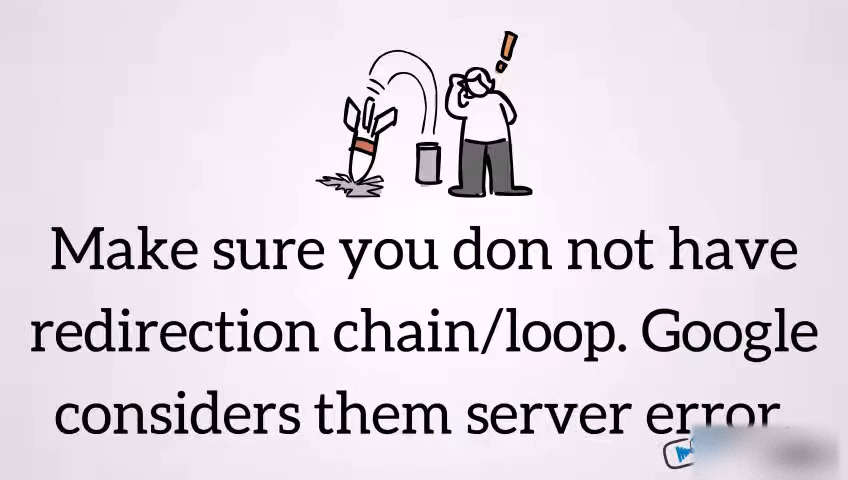 Make sure you don not have
redirection chain/loop. Google
considers them server error.